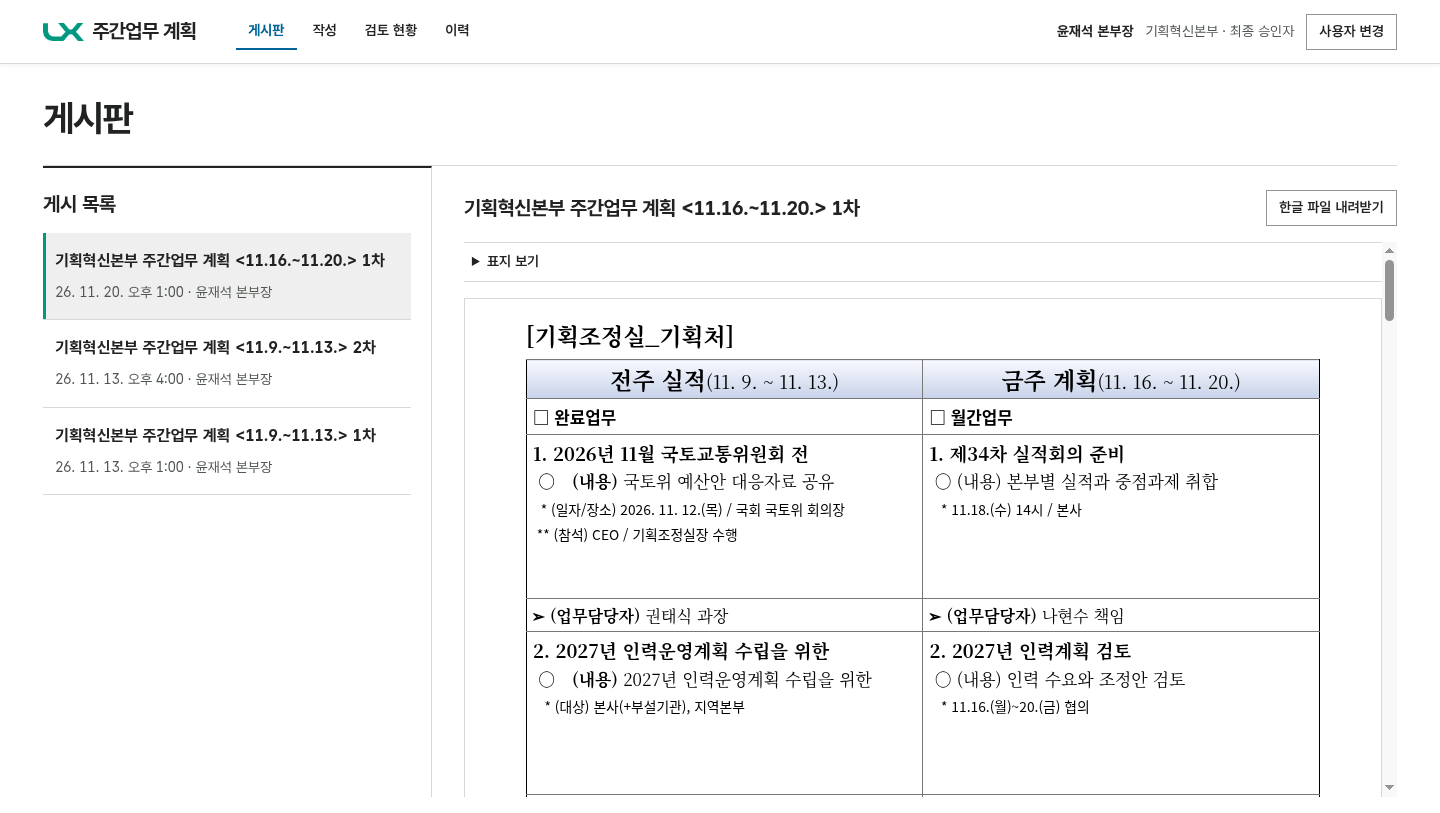 UX 주간업무 계획
게시판
작성
검토 현황
이력
윤재석 본부장 기획혁신본부 · 최종 승인자
사용자 변경
게시판
게시 목록
기획혁신본부 주간업무 계획 <11.16.~11.20.> 1차
26. 11. 20. 오후 1:00 · 윤재석 본부장
기획혁신본부 주간업무 계획 <11.9.~11.13.> 2차
26. 11. 13. 오후 4:00 · 윤재석 본부장
기획혁신본부 주간업무 계획 <11.9.~11.13.> 1차
26. 11. 13. 오후 1:00 · 윤재석 본부장
기획혁신본부 주간업무 계획 <11.16.~11.20.> 1차
한글 파일 내려받기
▶ 표지 보기
[기획조정실_기획처]
전주 실적(11. 9. ~ 11. 13.)
금주 계획(11. 16. ~ 11. 20.)
□ 완료업무
□ 월간업무
1. 2026년 11월 국토교통위원회 전
○ (내용) 국토위 예산안 대응자료 공유
* (일자/장소) 2026. 11. 12.(목) / 국회 국토위 회의장
** (참석) CEO / 기획조정실장 수행
1. 제34차 실적회의 준비
○ (내용) 본부별 실적과 중점과제 취합
* 11.18.(수) 14시 / 본사
➢ (업무담당자) 권태식 과장
➢ (업무담당자) 나현수 책임
2. 2027년 인력운영계획 수립을 위한
○ (내용) 2027년 인력운영계획 수립을 위한
* (대상) 본사(+부설기관), 지역본부
2. 2027년 인력계획 검토
○ (내용) 인력 수요와 조정안 검토
* 11.16.(월)~20.(금) 협의